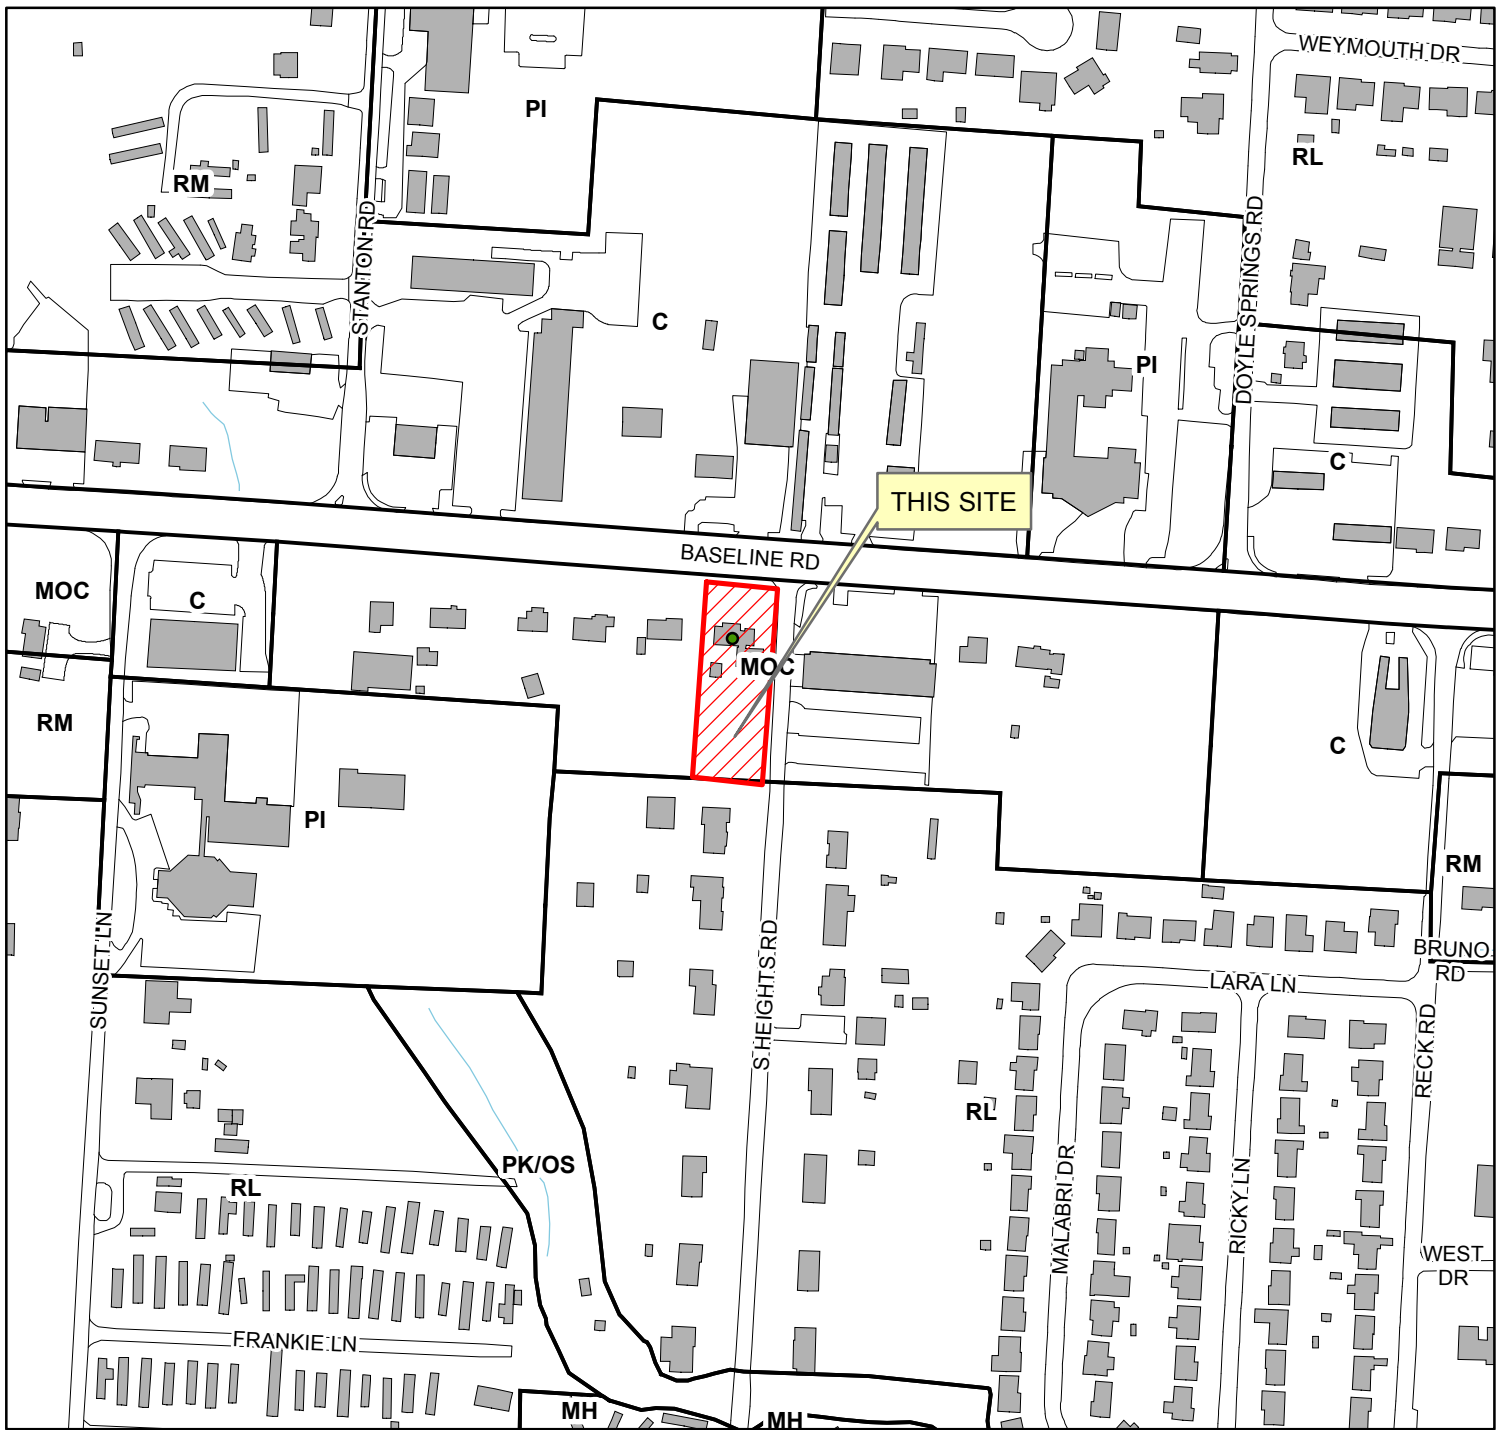 WEYMOUTH DR
PI
RL
RM
STANTON RD
DOYLE SPRINGS RD
C
PI
C
THIS SITE
BASELINE RD
MOC
C
MOC
RM
C
PI
RM
SUNSET LN
S HEIGHTS RD
BRUNO
RD
LARA LN
RECK RD
RL
PK/OS
RL
MALABRI DR
RICKY LN
WEST
DR
FRANKIE LN
MH
MH